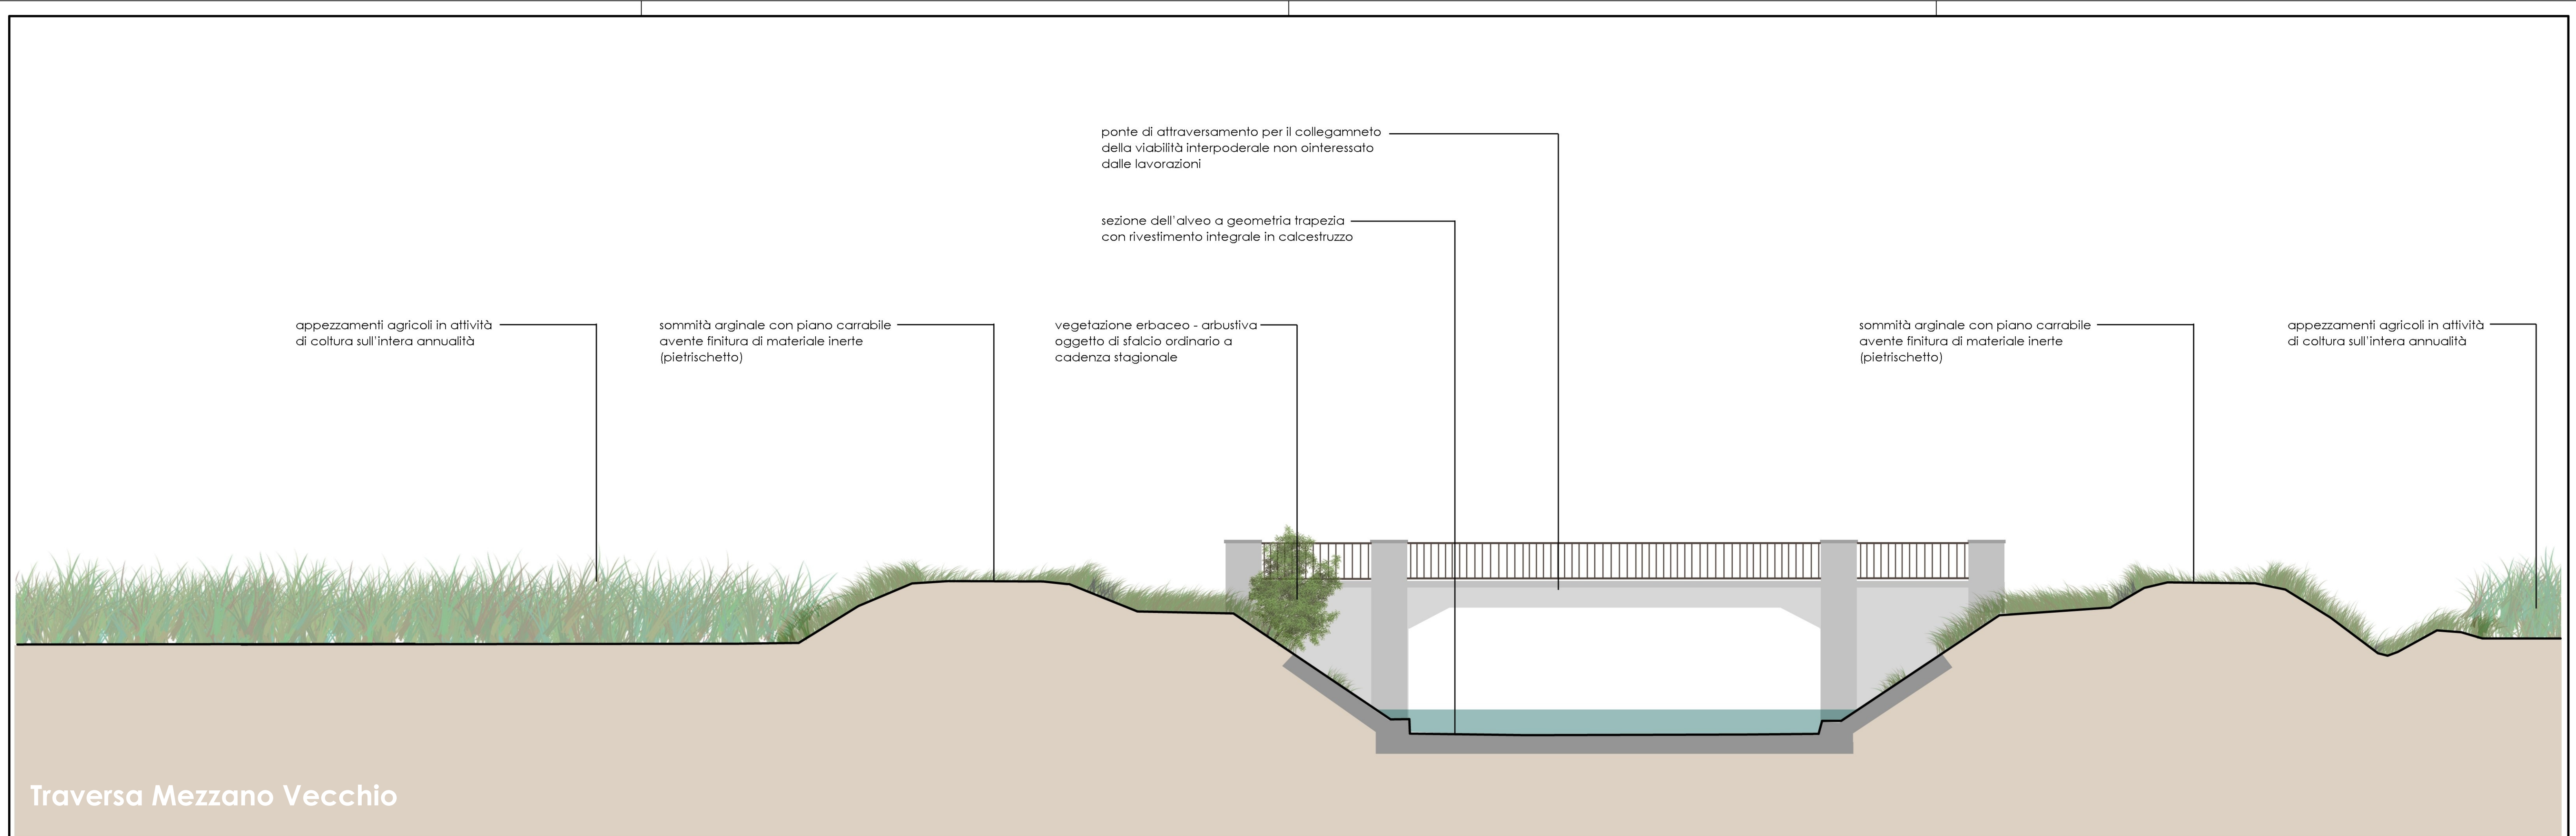 ponte di attraversamento per il collegamneto
della viabilità interpoderale non ointeressato
dalle lavorazioni
sezione dell'alveo a geometria trapezia
con rivestimento integrale in calcestruzzo
appezzamenti agricoli in attività
di coltura sull'intera annualità
sommità arginale con piano carrabile
avente finitura di materiale inerte
(pietrischetto)
vegetazione erbaceo - arbustiva
oggetto di sfalcio ordinario a
cadenza stagionale
sommità arginale con piano carrabile
avente finitura di materiale inerte
(pietrischetto)
appezzamenti agricoli in attività
di coltura sull'intera annualità
Traversa Mezzano Vecchio